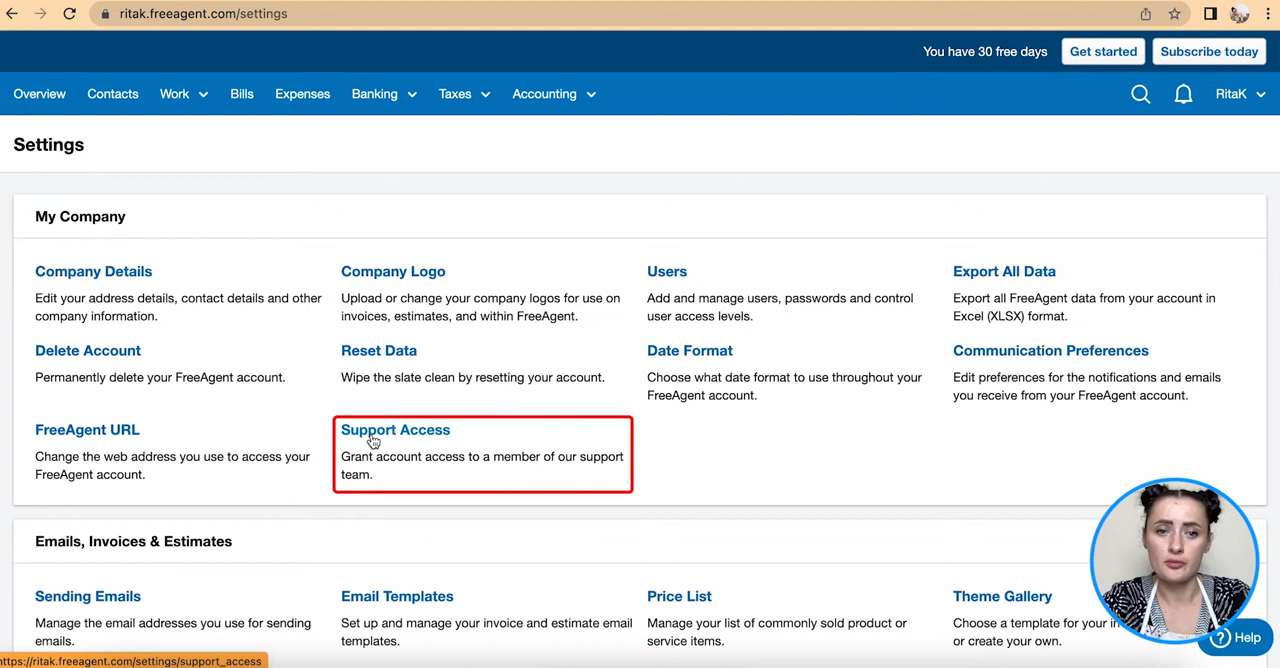 ritak.freeagent.com/settings
You have 30 free days Get started Subscribe today
Overview Contacts Work Bills Expenses Banking Taxes Accounting RitaK
Settings
My Company
Company Details
Edit your address details, contact details and other
company information.
Company Logo
Upload or change your company logos for use on
invoices, estimates, and within FreeAgent.
Users
Add and manage users, passwords and control
user access levels.
Export All Data
Export all FreeAgent data from your account in
Excel (XLSX) format.
Delete Account
Permanently delete your FreeAgent account.
Reset Data
Wipe the slate clean by resetting your account.
Date Format
Choose what date format to use throughout your
FreeAgent account.
Communication Preferences
Edit preferences for the notifications and emails
you receive from your FreeAgent account.
FreeAgent URL
Change the web address you use to access your
FreeAgent account.
Support Access
Grant account access to a member of our support
team.
Emails, Invoices & Estimates
Sending Emails
Manage the email addresses you use for sending
emails.
Email Templates
Set up and manage your invoice and estimate email
templates.
Price List
Manage your list of commonly sold product or
service items.
Theme Gallery
Choose a template for your
or create your own.
Help
https://ritak.freeagent.com/settings/support_access